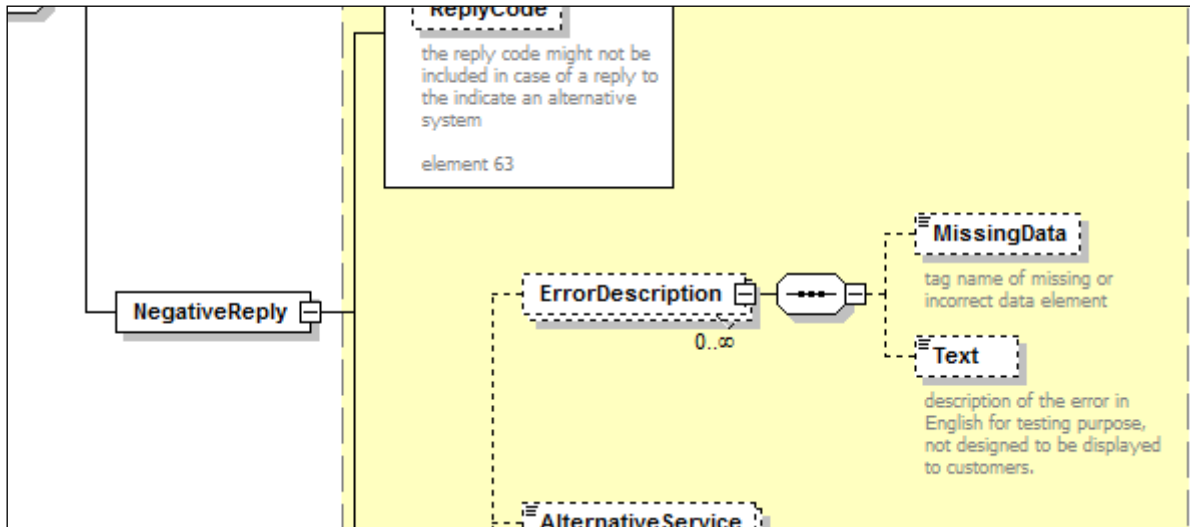 ReplyCode
the reply code might not be
included in case of a reply to
the indicate an alternative
system
element 63
MissingData
tag name of missing or
incorrect data element
ErrorDescription
NegativeReply
0..∞
Text
description of the error in
English for testing purpose,
not designed to be displayed
to customers.
AlternativeService